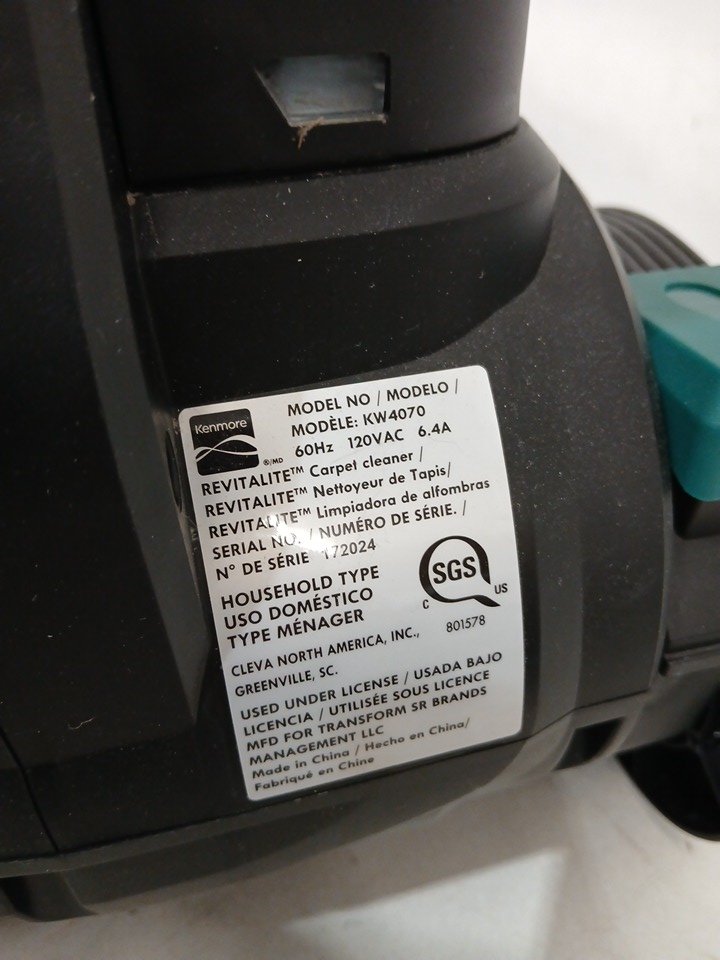 Kenmore
®/MD
MODEL NO / MODELO /
MODÈLE: KW4070
60Hz 120VAC 6.4A
REVITALITE™ Carpet cleaner /
REVITALITE™ Nettoyeur de Tapis/
REVITALITE™ Limpiadora de alfombras
SERIAL NO. / NUMÉRO DE SÉRIE. /
N° DE SÉRIE 172024
HOUSEHOLD TYPE
USO DOMÉSTICO
TYPE MÉNAGER
SGS
C US
801578
CLEVA NORTH AMERICA, INC.,
GREENVILLE, SC.
USED UNDER LICENSE / USADA BAJO
LICENCIA / UTILISÉE SOUS LICENCE
MFD FOR TRANSFORM SR BRANDS
MANAGEMENT LLC
Made in China / Hecho en China/
Fabriqué en Chine